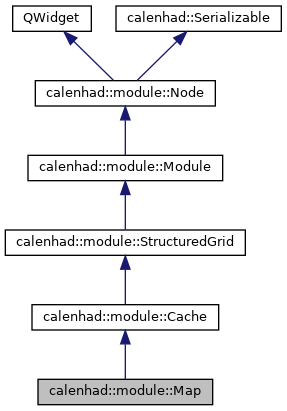 QWidget
calenhad::Serializable
calenhad::module::Node
calenhad::module::Module
calenhad::module::StructuredGrid
calenhad::module::Cache
calenhad::module::Map